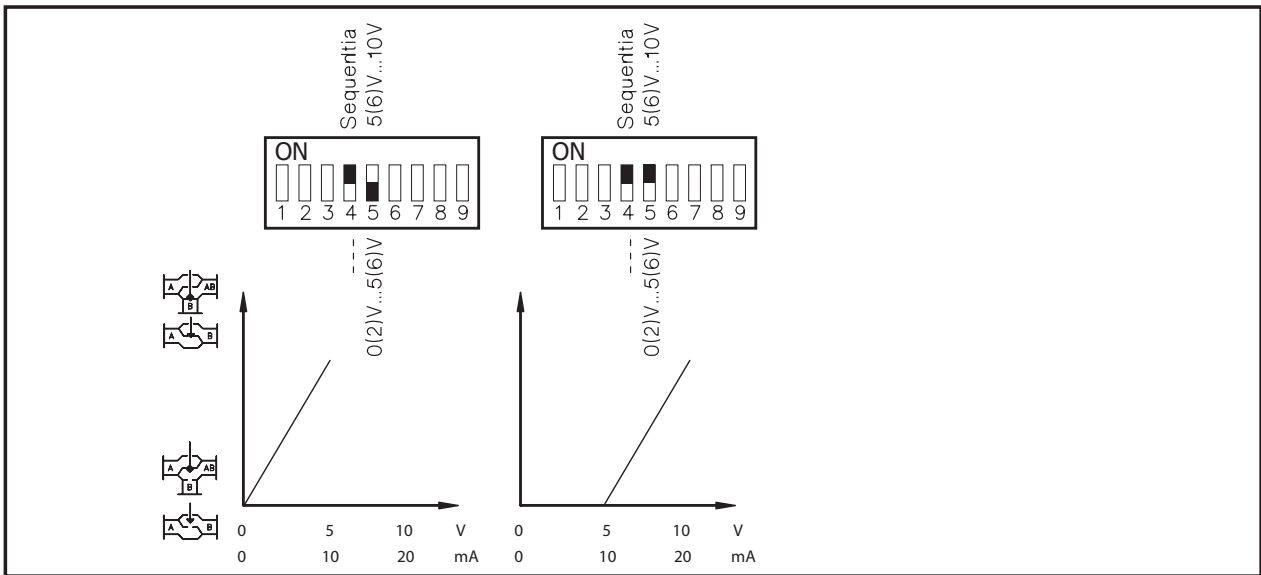 Sequentia
5(6)V...10V
ON
1 2 3 4 5 6 7 8 9
---
0(2)V...5(6)V
Sequentia
5(6)V...10V
ON
1 2 3 4 5 6 7 8 9
---
0(2)V...5(6)V
A AB
B
A B
A AB
B
A B
0 5 10 V
0 10 20 mA
0 5 10 V
0 10 20 mA